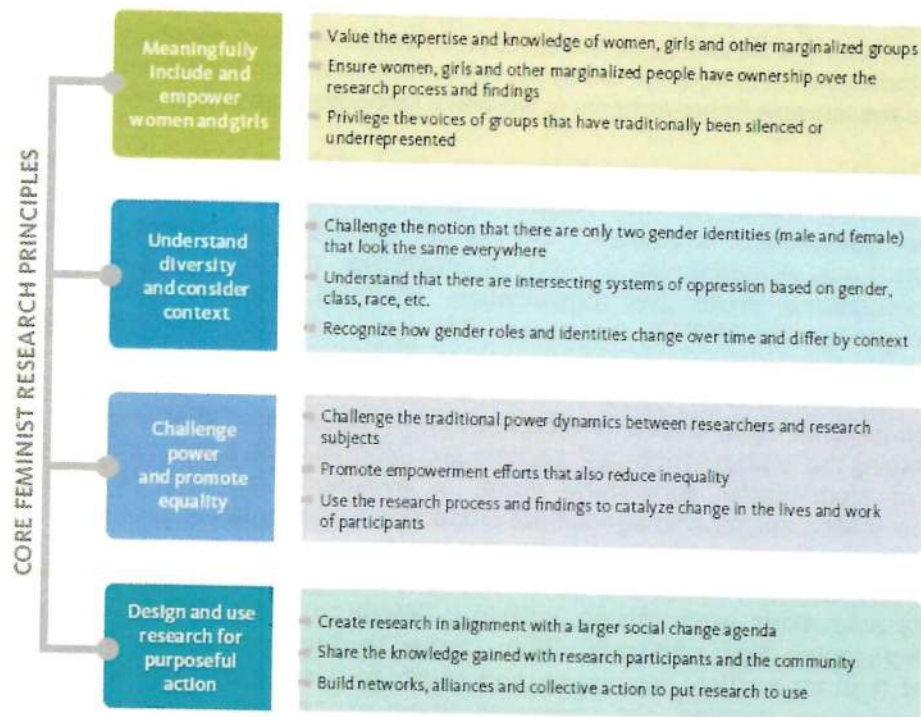 CORE FEMINIST RESEARCH PRINCIPLES
Meaningfully
include and
empower
women and girls
Value the expertise and knowledge of women, girls and other marginalized groups
Ensure women, girls and other marginalized people have ownership over the
research process and findings
Privilege the voices of groups that have traditionally been silenced or
underrepresented
Understand
diversity
and consider
context
Challenge the notion that there are only two gender identities (male and female)
that look the same everywhere
Understand that there are intersecting systems of oppression based on gender,
class, race, etc.
Recognize how gender roles and identities change over time and differ by context
Challenge
power
and promote
equality
Challenge the traditional power dynamics between researchers and research
subjects
Promote empowerment efforts that also reduce inequality
Use the research process and findings to catalyze change in the lives and work
of participants
Design and use
research for
purposeful
action
Create research in alignment with a larger social change agenda
Share the knowledge gained with research participants and the community
Build networks, alliances and collective action to put research to use